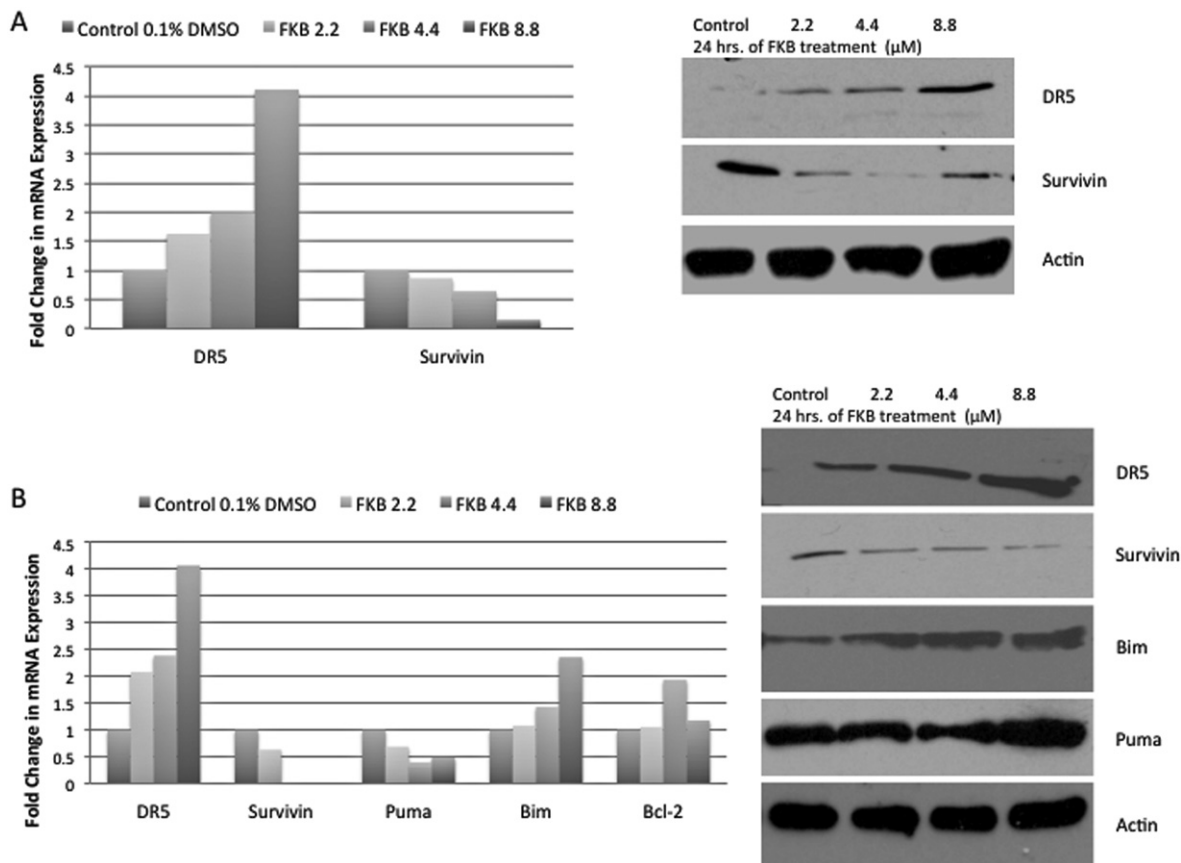 A
Control 0.1% DMSO FKB 2.2 FKB 4.4 FKB 8.8
Fold Change in mRNA Expression
4.5
4
3.5
3
2.5
2
1.5
1
0.5
0
DR5 Survivin
Control 2.2 4.4 8.8
24 hrs. of FKB treatment (μM)
DR5
Survivin
Actin
B
Control 0.1% DMSO FKB 2.2 FKB 4.4 FKB 8.8
Fold Change in mRNA Expression
4.5
4
3.5
3
2.5
2
1.5
1
0.5
0
DR5 Survivin Puma Bim Bcl-2
Control 2.2 4.4 8.8
24 hrs. of FKB treatment (μM)
DR5
Survivin
Bim
Puma
Actin